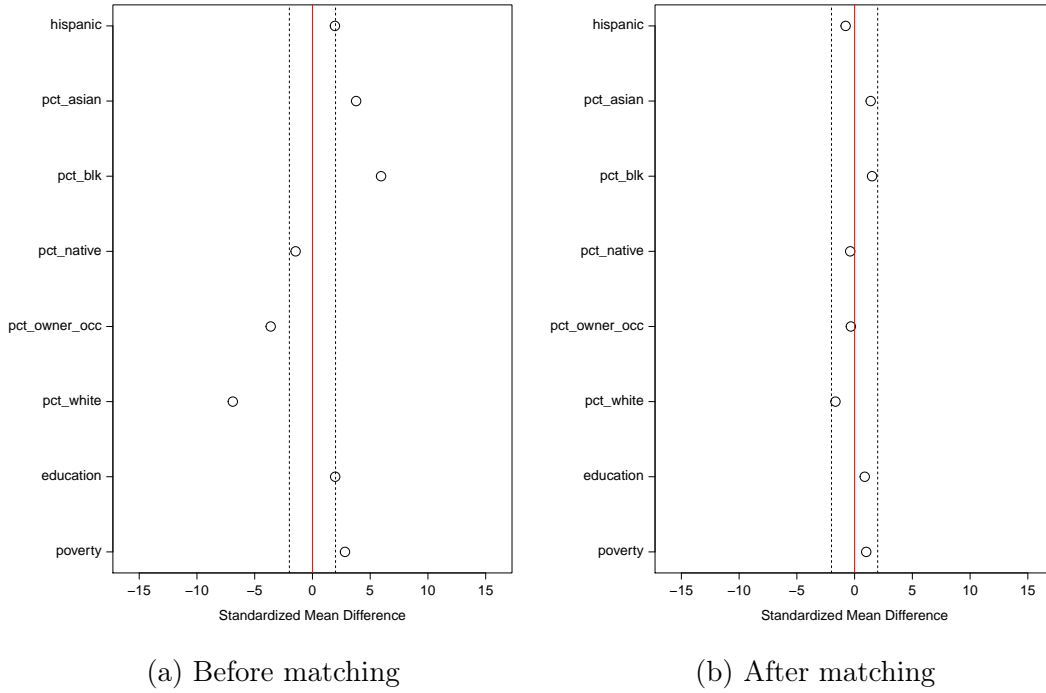 hispanic
pct_asian
pct_blk
pct_native
pct_owner_occ
pct_white
education
poverty
−15 −10 −5 0 5 10 15
Standardized Mean Difference
(a) Before matching
hispanic
pct_asian
pct_blk
pct_native
pct_owner_occ
pct_white
education
poverty
−15 −10 −5 0 5 10 15
Standardized Mean Difference
(b) After matching